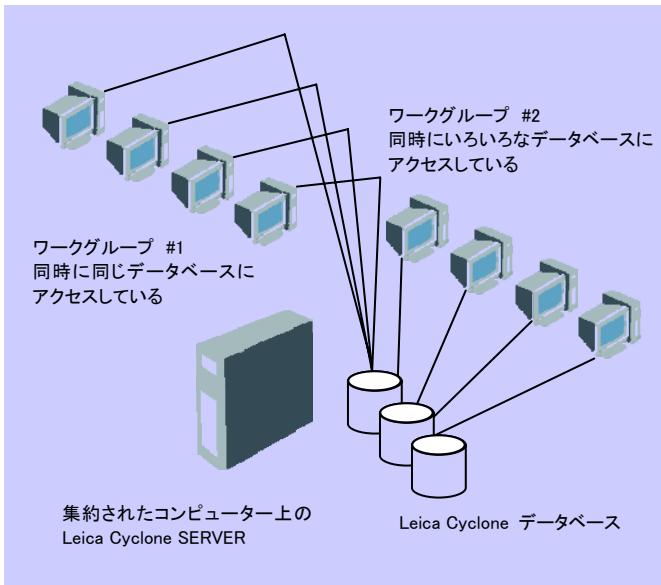 ワークグループ #2
同時にいろいろなデータベースに
アクセスしている
ワークグループ #1
同時に同じデータベースに
アクセスしている
集約されたコンピューター上の
Leica Cyclone SERVER
Leica Cyclone データベース